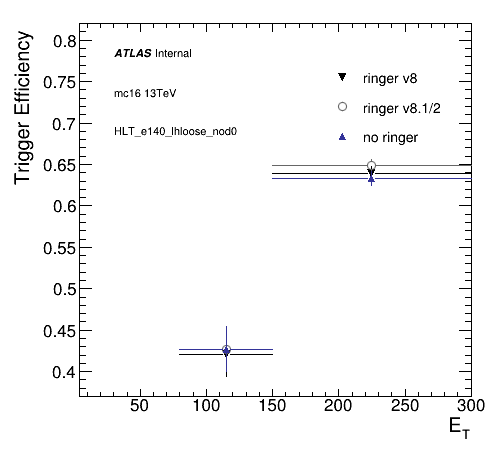 Trigger Efficiency
0.8
0.75
0.7
0.65
0.6
0.55
0.5
0.45
0.4
ATLAS Internal
mc16 13TeV
HLT_e140_lhloose_nod0
ringer v8
ringer v8.1/2
no ringer
50 100 150 200 250 300
E_T